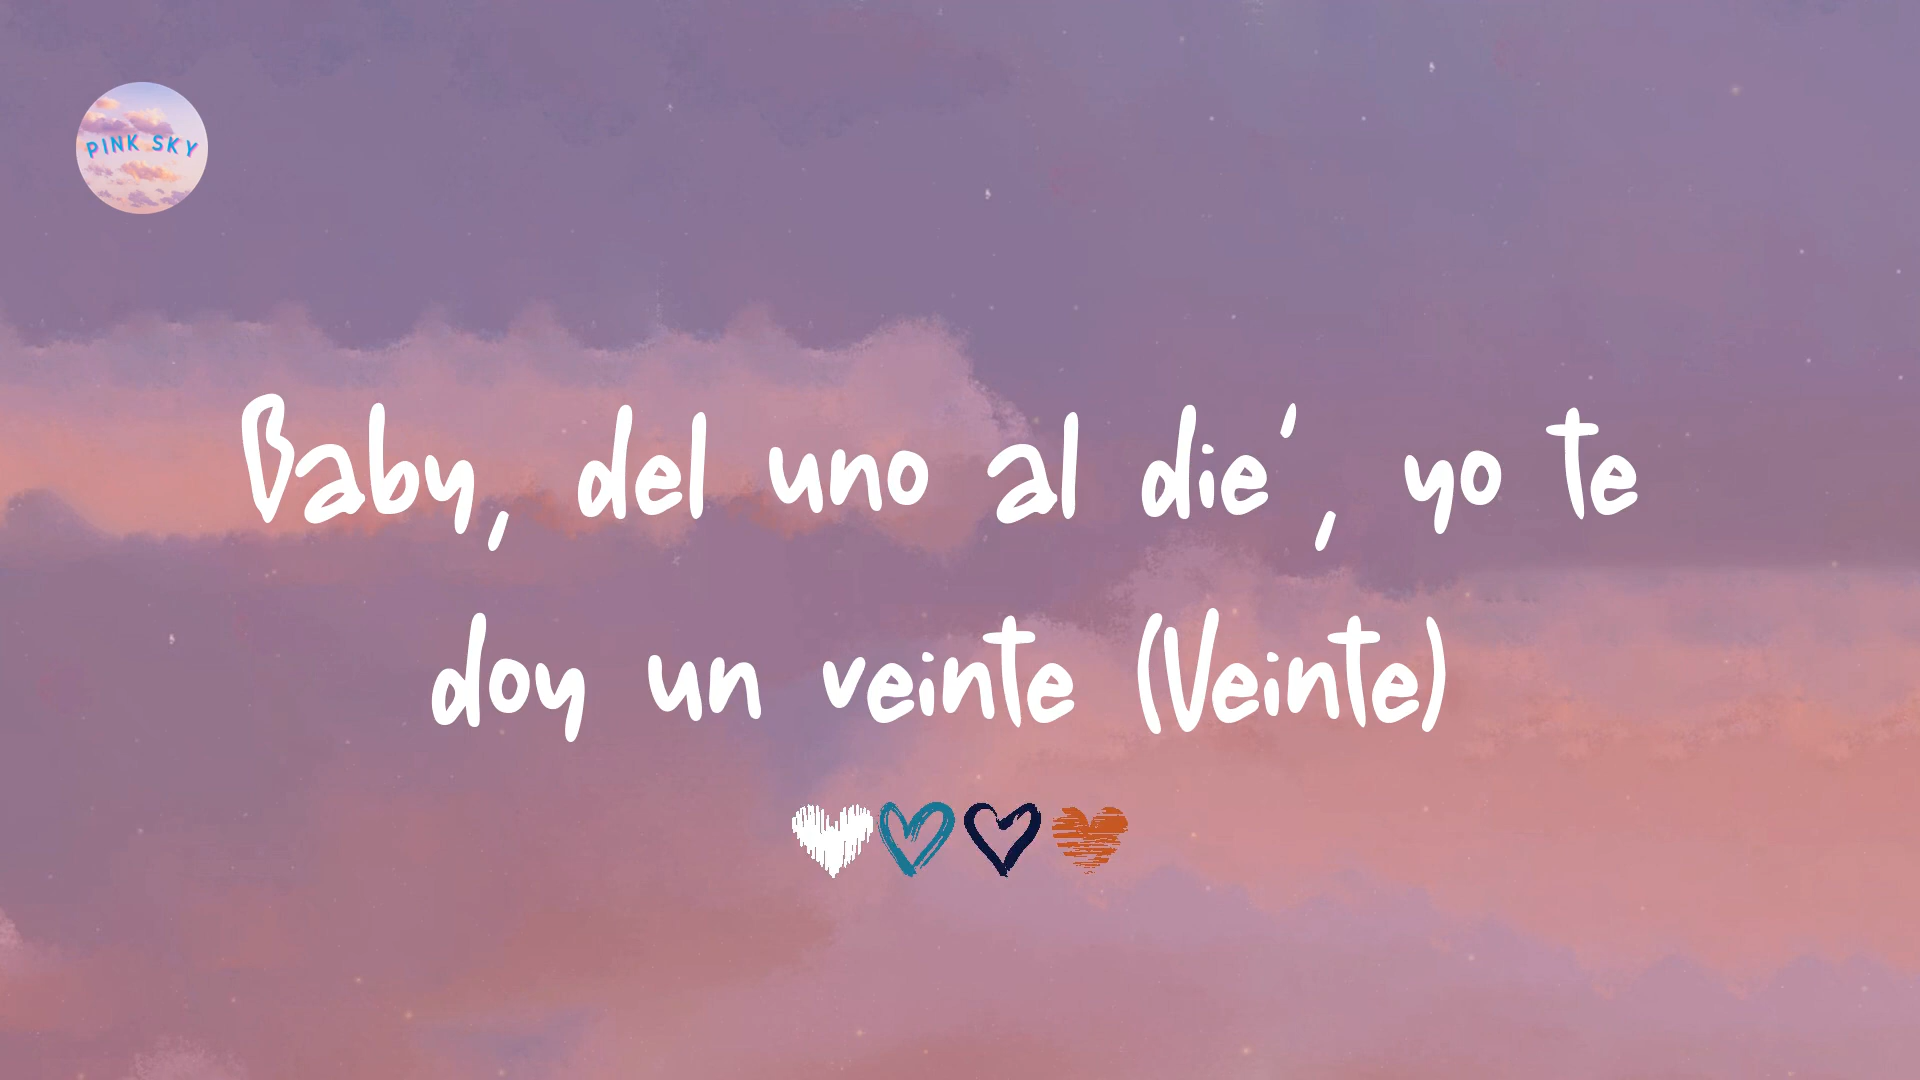 PINK SKY
Baby, del uno al die', yo te
doy un veinte (Veinte)